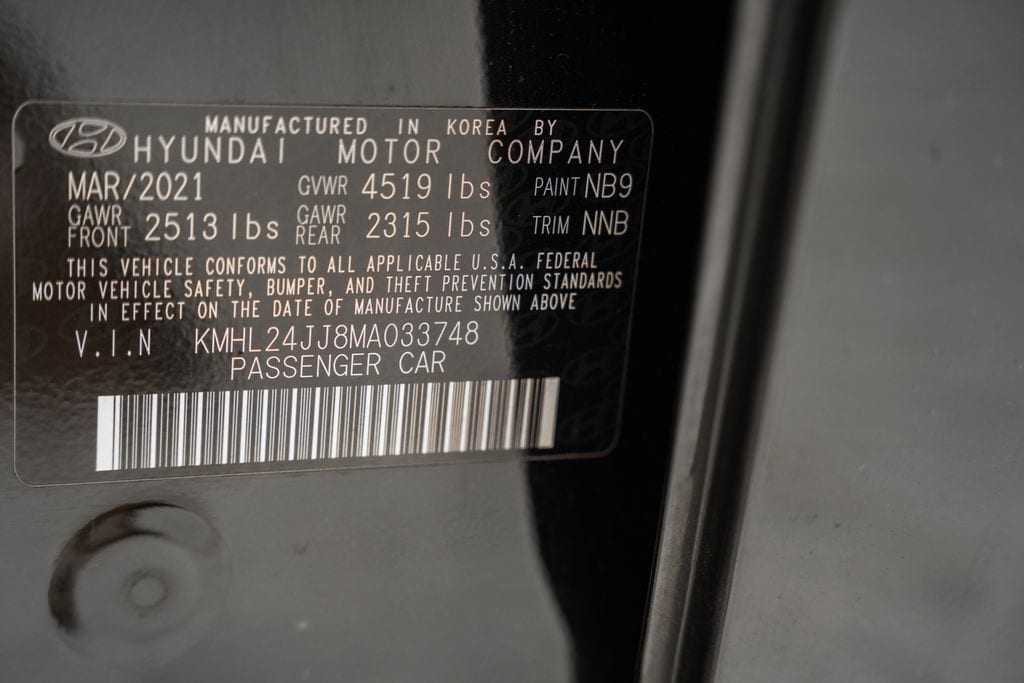 MANUFACTURED IN KOREA BY
HYUNDAI MOTOR COMPANY
MAR/2021 GVWR 4519 lbs PAINT NB9
GAWR FRONT 2513 lbs GAWR REAR 2315 lbs TRIM NNB
THIS VEHICLE CONFORMS TO ALL APPLICABLE U.S.A. FEDERAL
MOTOR VEHICLE SAFETY, BUMPER, AND THEFT PREVENTION STANDARDS
IN EFFECT ON THE DATE OF MANUFACTURE SHOWN ABOVE
V.I.N KMHL24JJ8MA033748
PASSENGER CAR